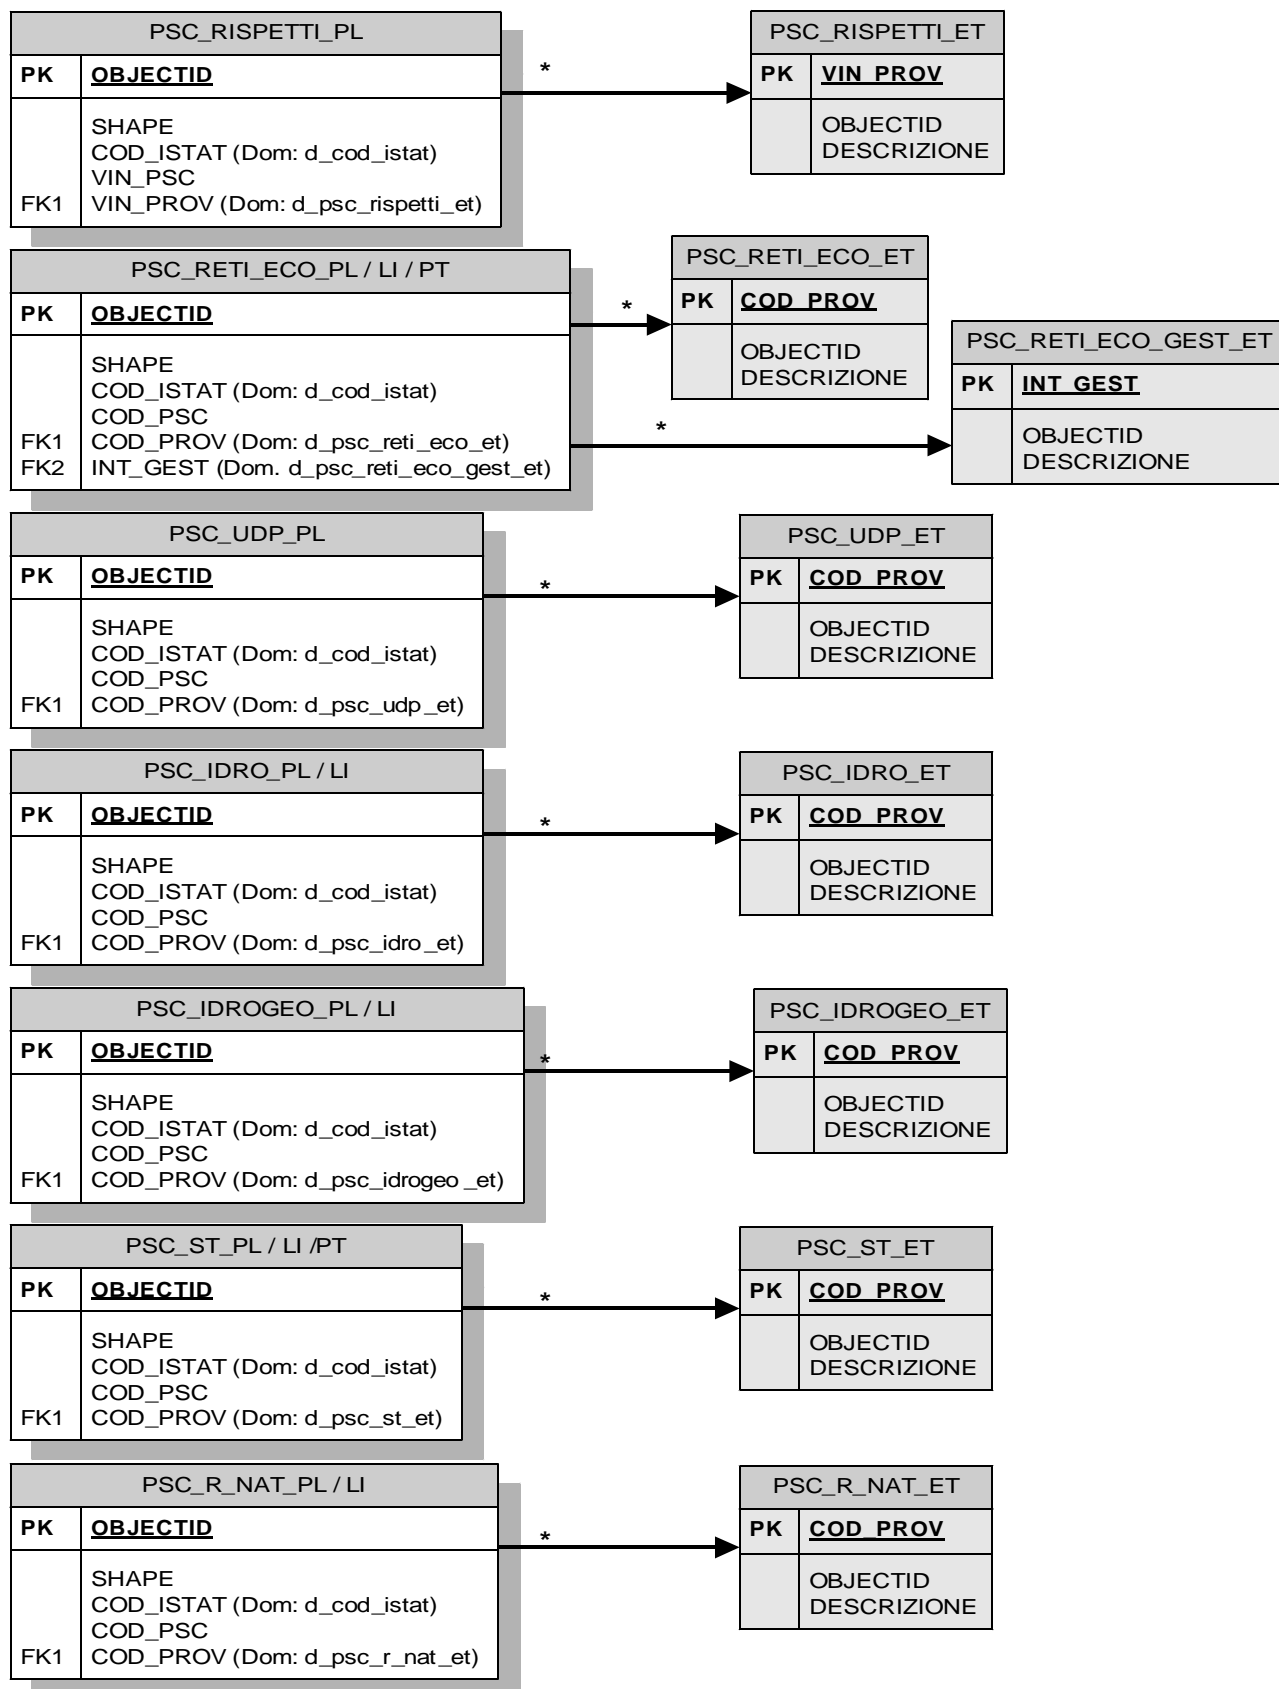 PSC_RISPETTI_PL
PK OBJECTID
SHAPE
COD_ISTAT (Dom: d_cod_istat)
VIN_PSC
FK1 VIN_PROV (Dom: d_psc_rispetti_et)
*
PSC_RISPETTI_ET
PK VIN_PROV
OBJECTID
DESCRIZIONE
PSC_RETI_ECO_PL / LI / PT
PK OBJECTID
SHAPE
COD_ISTAT (Dom: d_cod_istat)
COD_PSC
FK1 COD_PROV (Dom: d_psc_reti_eco_et)
FK2 INT_GEST (Dom. d_psc_reti_eco_gest_et)
*
PSC_RETI_ECO_ET
PK COD_PROV
OBJECTID
DESCRIZIONE
*
PSC_RETI_ECO_GEST_ET
PK INT_GEST
OBJECTID
DESCRIZIONE
PSC_UDP_PL
PK OBJECTID
SHAPE
COD_ISTAT (Dom: d_cod_istat)
COD_PSC
FK1 COD_PROV (Dom: d_psc_udp_et)
*
PSC_UDP_ET
PK COD_PROV
OBJECTID
DESCRIZIONE
PSC_IDRO_PL / LI
PK OBJECTID
SHAPE
COD_ISTAT (Dom: d_cod_istat)
COD_PSC
FK1 COD_PROV (Dom: d_psc_idro_et)
*
PSC_IDRO_ET
PK COD_PROV
OBJECTID
DESCRIZIONE
PSC_IDROGEO_PL / LI
PK OBJECTID
SHAPE
COD_ISTAT (Dom: d_cod_istat)
COD_PSC
FK1 COD_PROV (Dom: d_psc_idrogeo_et)
*
PSC_IDROGEO_ET
PK COD_PROV
OBJECTID
DESCRIZIONE
PSC_ST_PL / LI /PT
PK OBJECTID
SHAPE
COD_ISTAT (Dom: d_cod_istat)
COD_PSC
FK1 COD_PROV (Dom: d_psc_st_et)
*
PSC_ST_ET
PK COD_PROV
OBJECTID
DESCRIZIONE
PSC_R_NAT_PL / LI
PK OBJECTID
SHAPE
COD_ISTAT (Dom: d_cod_istat)
COD_PSC
FK1 COD_PROV (Dom: d_psc_r_nat_et)
*
PSC_R_NAT_ET
PK COD_PROV
OBJECTID
DESCRIZIONE